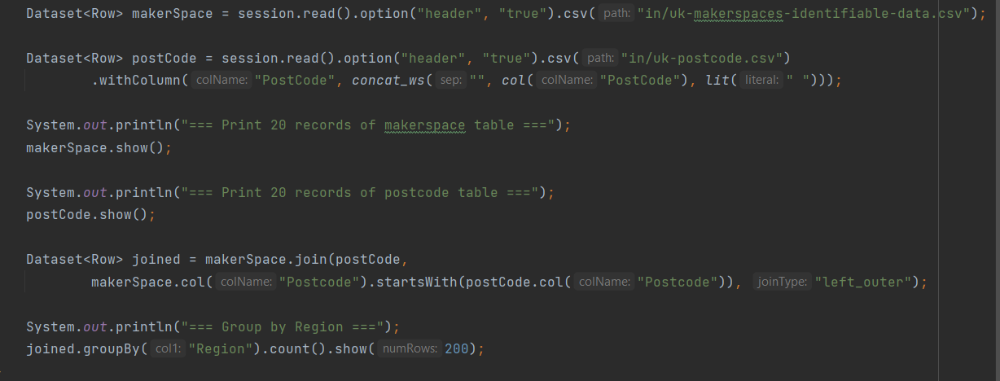 Dataset<Row> makerSpace = session.read().option("header", "true").csv( path: "in/uk-makerspaces-identifiable-data.csv");
Dataset<Row> postCode = session.read().option("header", "true").csv( path: "in/uk-postcode.csv")
.withColumn( colName: "PostCode", concat_ws( sep: "", col( colName: "PostCode"), lit( literal: " ")));
System.out.println("=== Print 20 records of makerspace table ===");
makerSpace.show();
System.out.println("=== Print 20 records of postcode table ===");
postCode.show();
Dataset<Row> joined = makerSpace.join(postCode,
makerSpace.col( colName: "Postcode").startsWith(postCode.col( colName: "Postcode")), joinType: "left_outer");
System.out.println("=== Group by Region ===");
joined.groupBy( col1: "Region").count().show( numRows: 200);